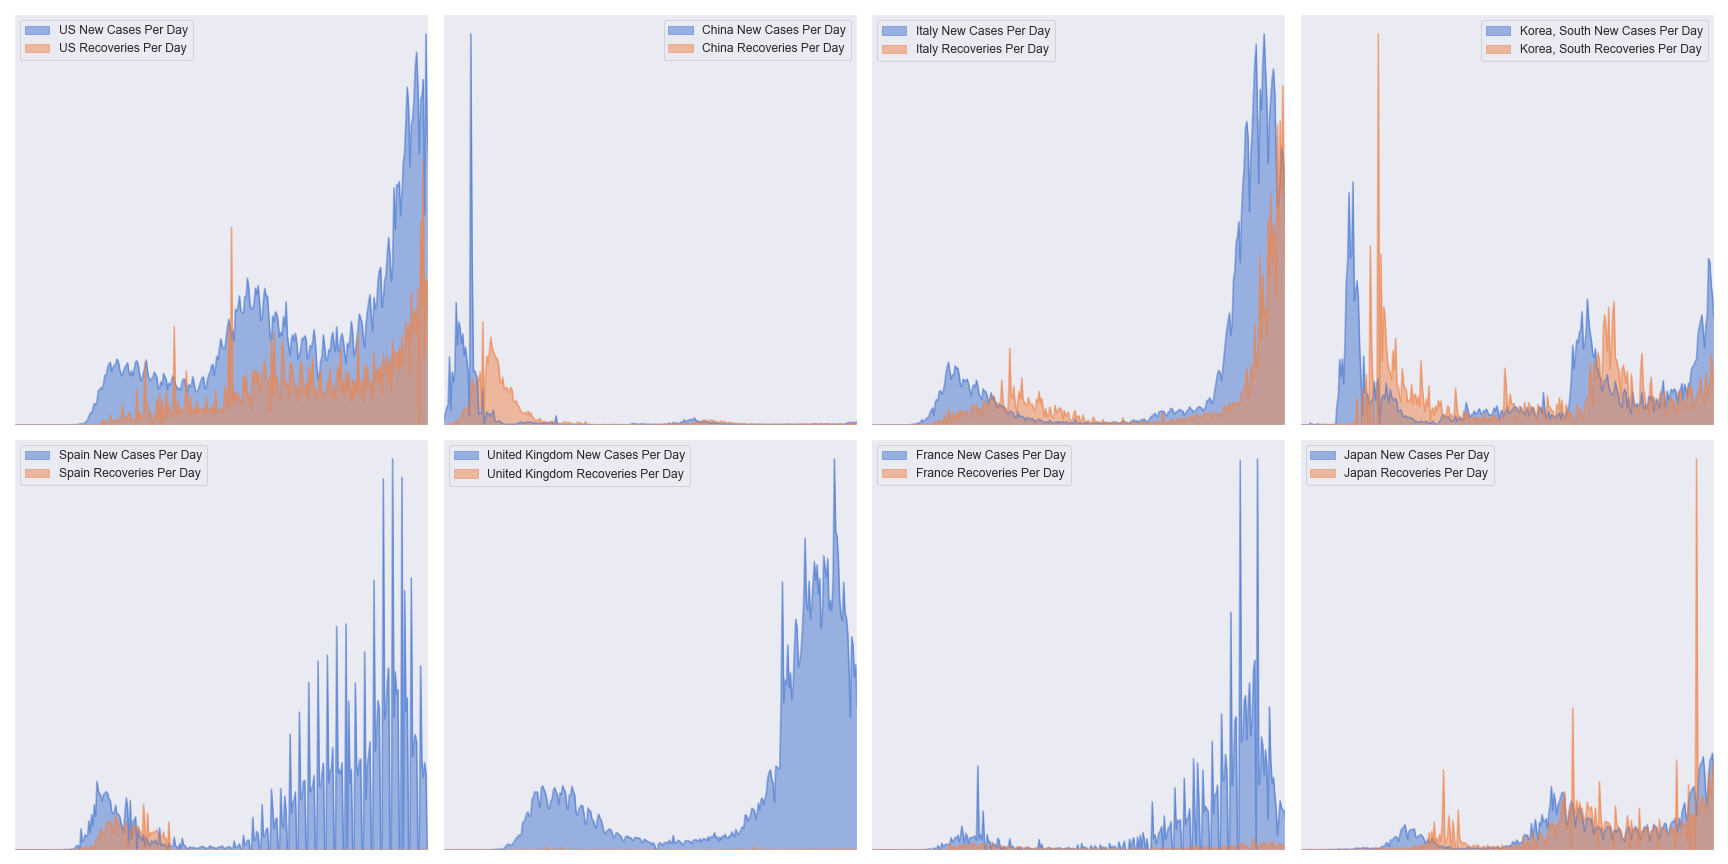 US New Cases Per Day
US Recoveries Per Day
China New Cases Per Day
China Recoveries Per Day
Italy New Cases Per Day
Italy Recoveries Per Day
Korea, South New Cases Per Day
Korea, South Recoveries Per Day
Spain New Cases Per Day
Spain Recoveries Per Day
United Kingdom New Cases Per Day
United Kingdom Recoveries Per Day
France New Cases Per Day
France Recoveries Per Day
Japan New Cases Per Day
Japan Recoveries Per Day